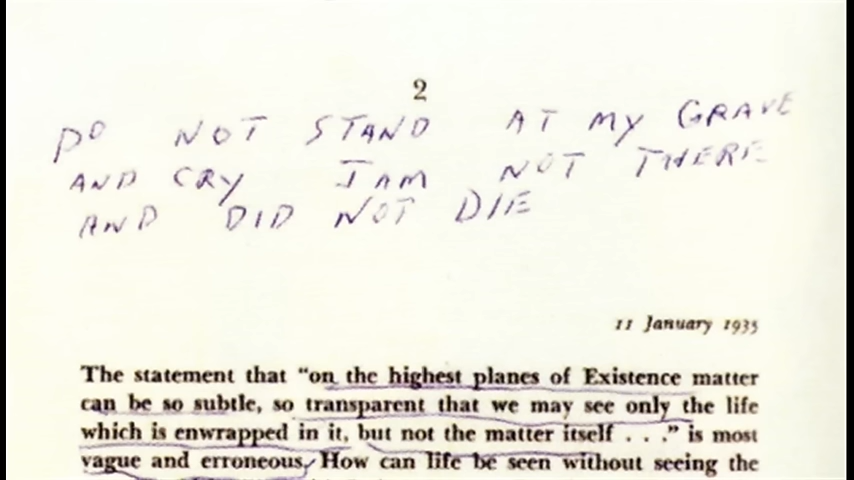 2
DO NOT STAND AT MY GRAVE
AND CRY I AM NOT THERE
AND DID NOT DIE
11 January 1935
The statement that "on the highest planes of Existence matter
can be so subtle, so transparent that we may see only the life
which is enwrapped in it, but not the matter itself . . ." is most
vague and erroneous. How can life be seen without seeing the